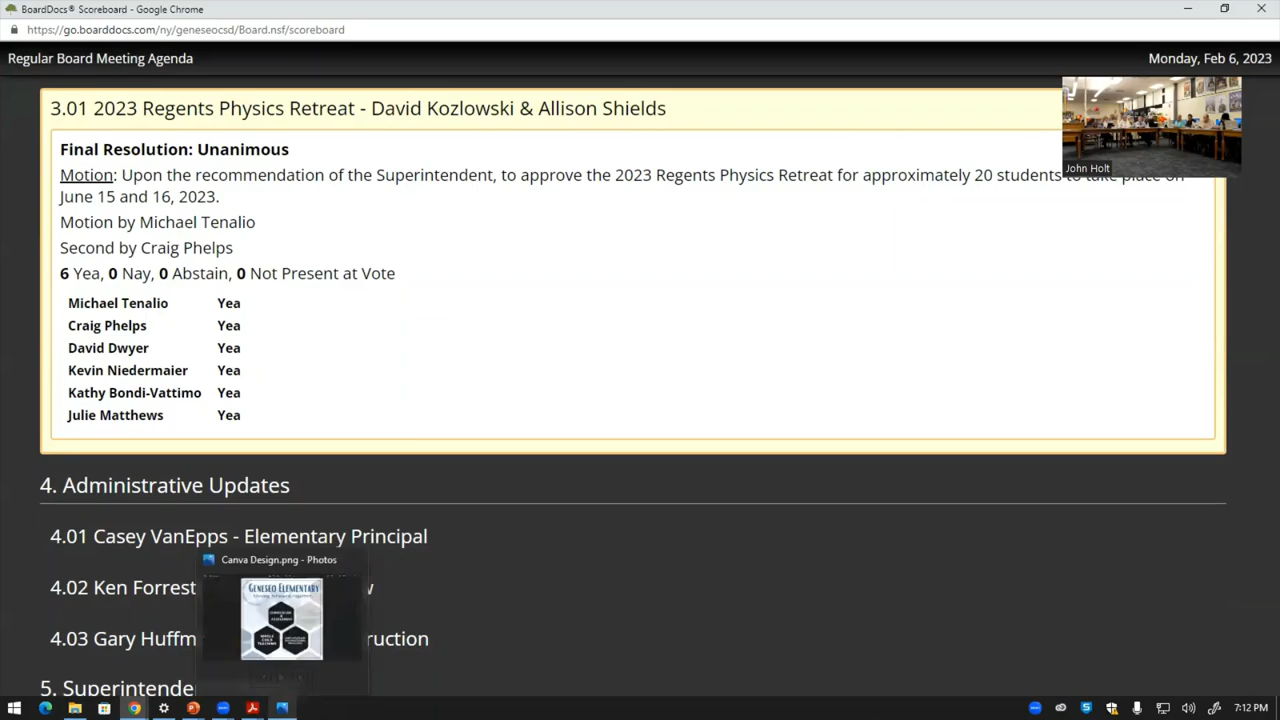 BoardDocs® Scoreboard - Google Chrome
https://go.boarddocs.com/ny/geneseocsd/Board.nsf/scoreboard
Regular Board Meeting Agenda
Monday, Feb 6, 2023
3.01 2023 Regents Physics Retreat - David Kozlowski & Allison Shields
Final Resolution: Unanimous
Motion: Upon the recommendation of the Superintendent, to approve the 2023 Regents Physics Retreat for approximately 20 students to take place on
June 15 and 16, 2023.
John Holt
Motion by Michael Tenalio
Second by Craig Phelps
6 Yea, 0 Nay, 0 Abstain, 0 Not Present at Vote
Michael Tenalio Yea
Craig Phelps Yea
David Dwyer Yea
Kevin Niedermaier Yea
Kathy Bondi-Vattimo Yea
Julie Matthews Yea
4. Administrative Updates
4.01 Casey VanEpps - Elementary Principal
Canva Design.png - Photos
4.02 Ken Forrest w
Geneseo Elementary
4.03 Gary Huffm ruction
5. Superintende
7:12 PM